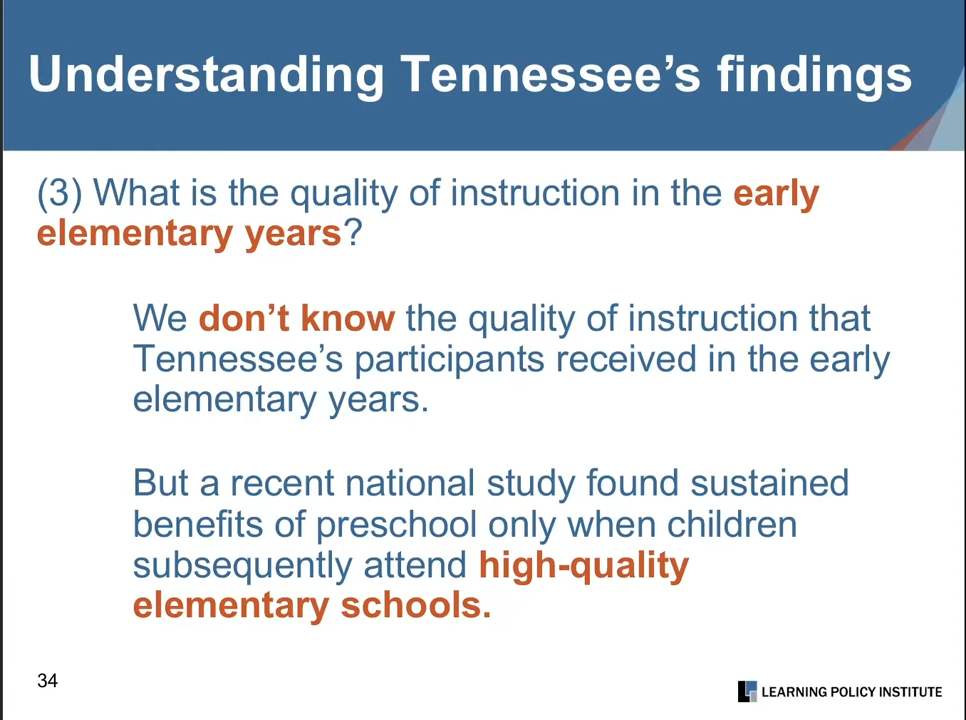 Understanding Tennessee’s findings
(3) What is the quality of instruction in the early
elementary years?
We don’t know the quality of instruction that
Tennessee’s participants received in the early
elementary years.
But a recent national study found sustained
benefits of preschool only when children
subsequently attend high-quality
elementary schools.
34
LEARNING POLICY INSTITUTE